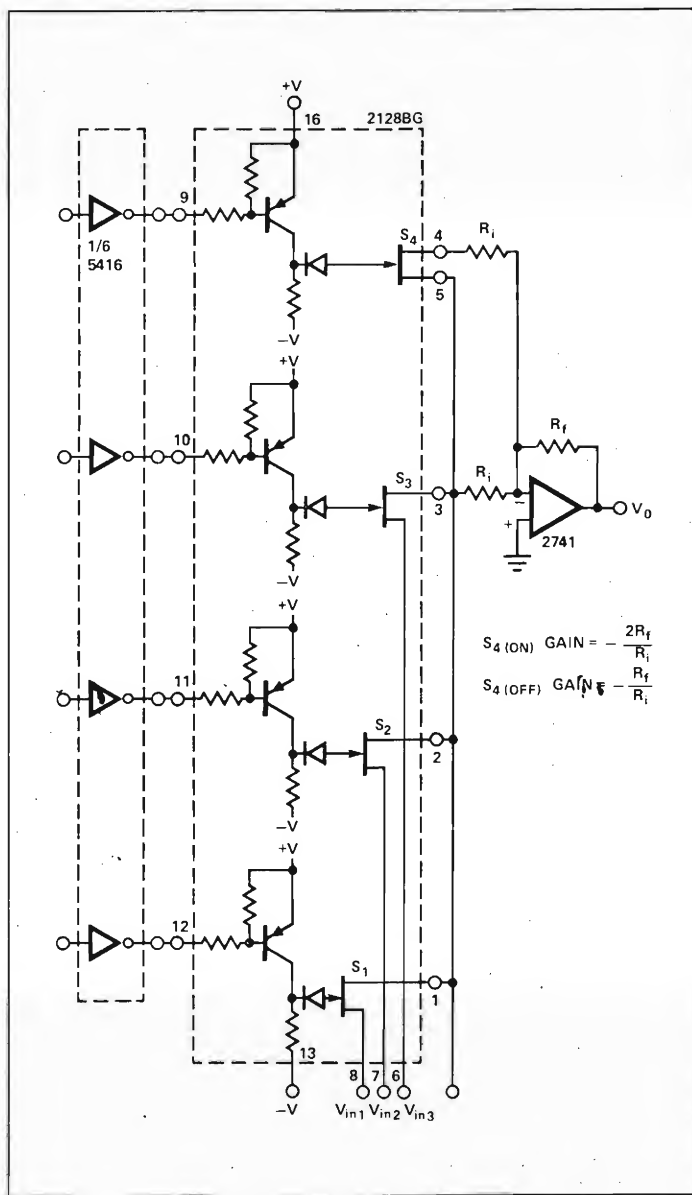 +V
16
2128BG
9
1/6
5416
S4
4
Ri
5
−V
+V
10
S3
Ri
Rf
3
−
+
V0
2741
−V
+V
S4 (ON) GAIN = − 2Rf/Ri
S4 (OFF) GAIN = − Rf/Ri
11
S2
2
−V
+V
12
S1
1
13
8
7
6
−V
Vin1
Vin2
Vin3